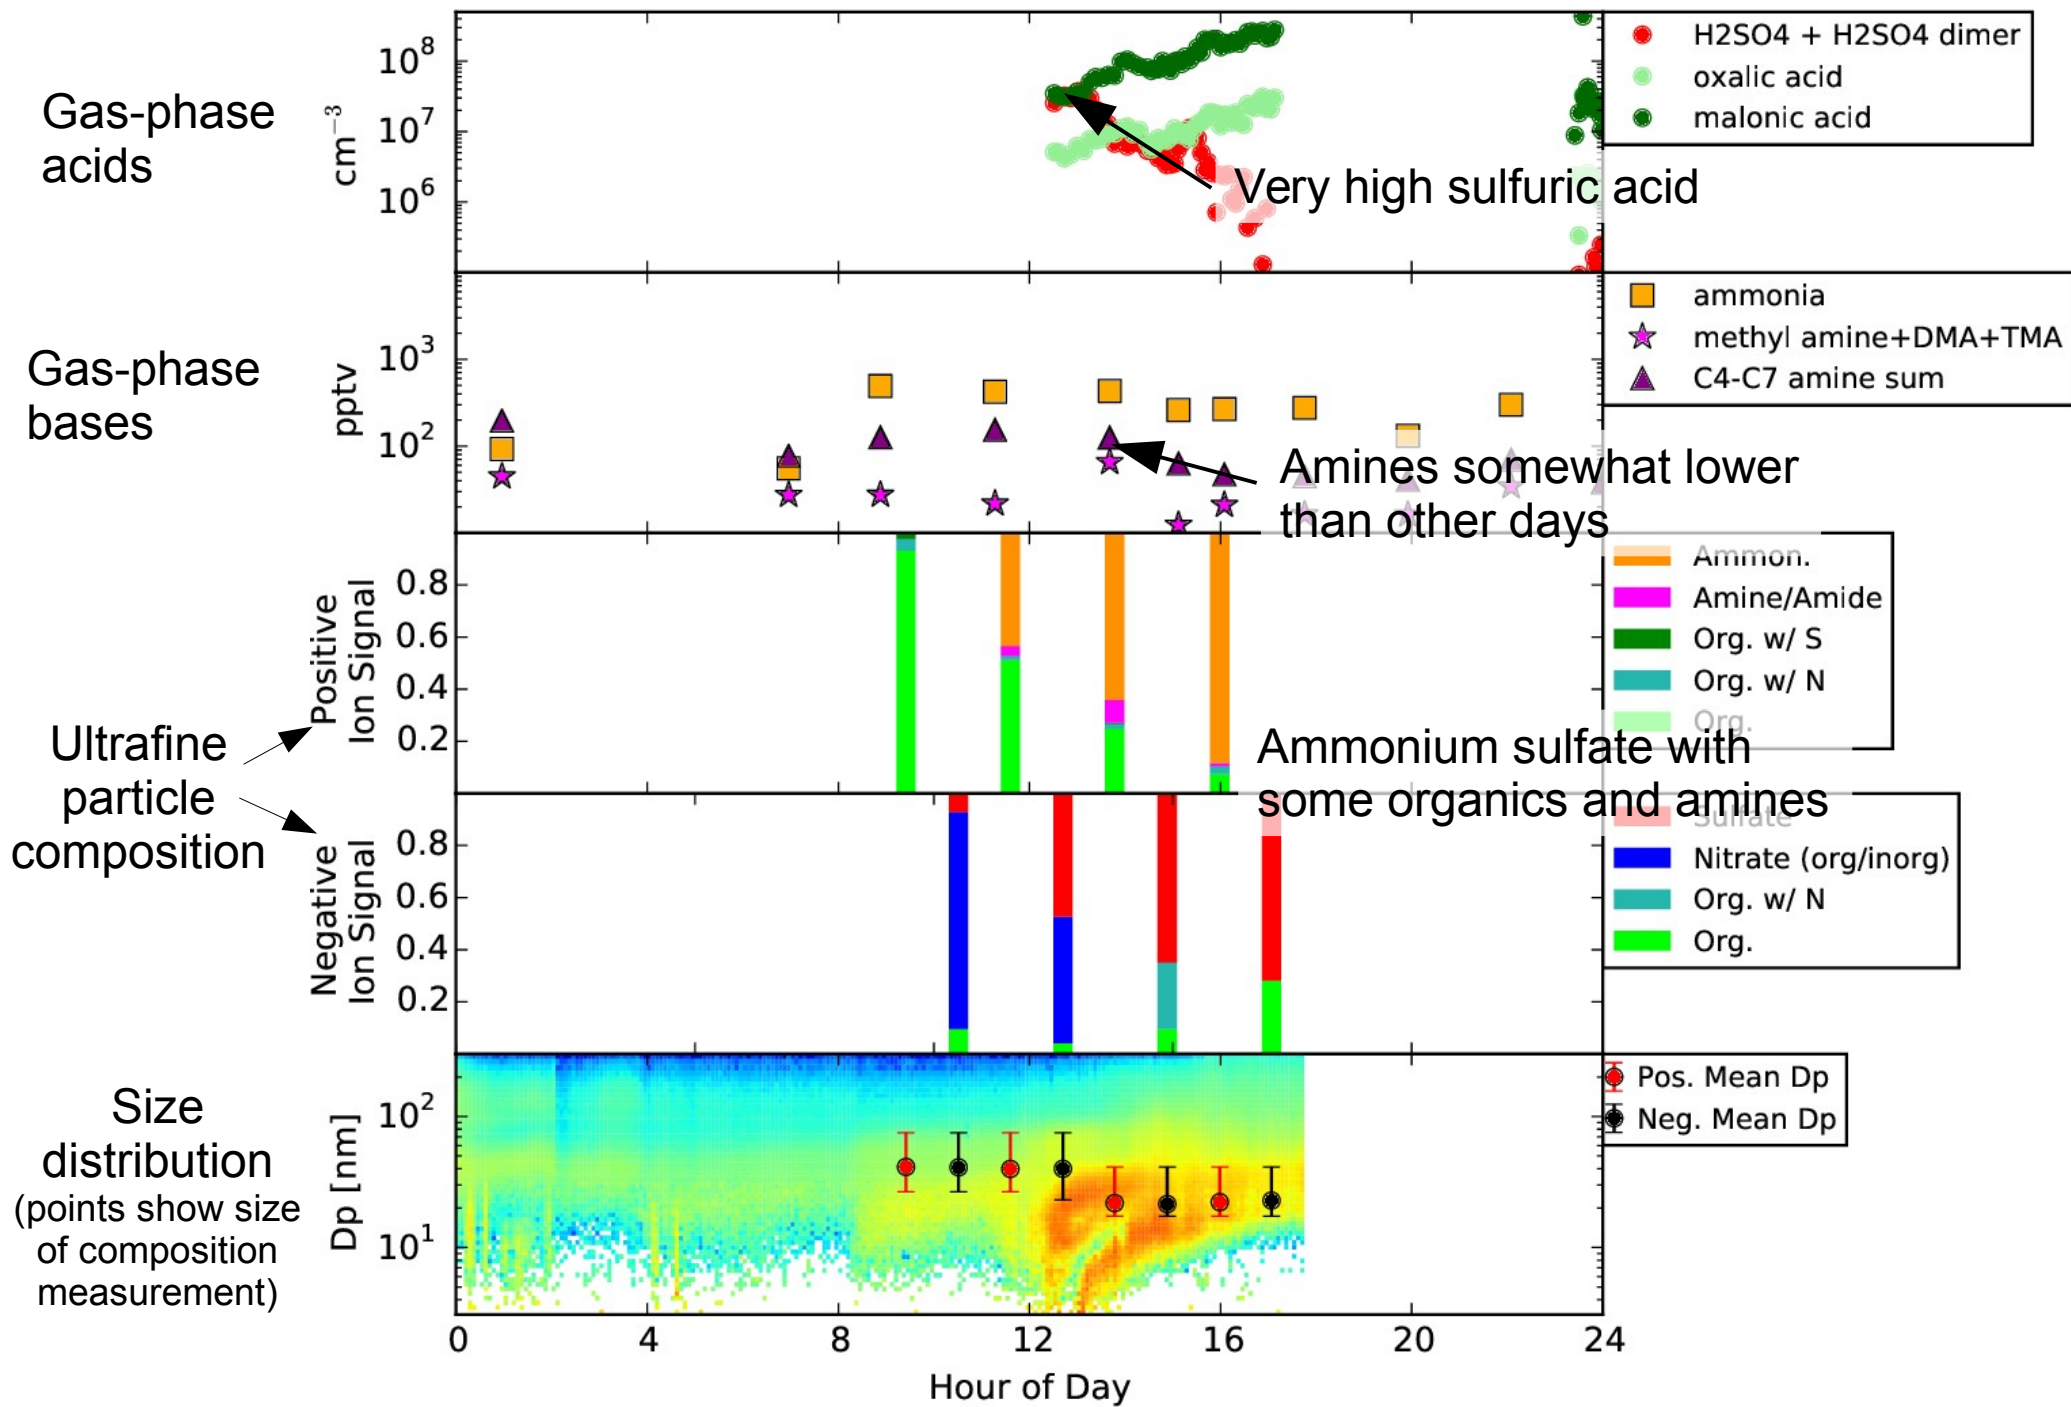 Gas-phase
acids
cm⁻³
10⁸
10⁷
10⁶
H2SO4 + H2SO4 dimer
oxalic acid
malonic acid
Very high sulfuric acid
Gas-phase
bases
pptv
10³
10²
ammonia
methyl amine+DMA+TMA
C4-C7 amine sum
Amines somewhat lower
than other days
Ultrafine
particle
composition
Positive
Ion Signal
0.8
0.6
0.4
0.2
Ammon.
Amine/Amide
Org. w/ S
Org. w/ N
Org.
Ammonium sulfate with
some organics and amines
Negative
Ion Signal
0.8
0.6
0.4
0.2
Sulfate
Nitrate (org/inorg)
Org. w/ N
Org.
Size
distribution
(points show size
of composition
measurement)
Dp [nm]
10²
10¹
Pos. Mean Dp
Neg. Mean Dp
0 4 8 12 16 20 24
Hour of Day